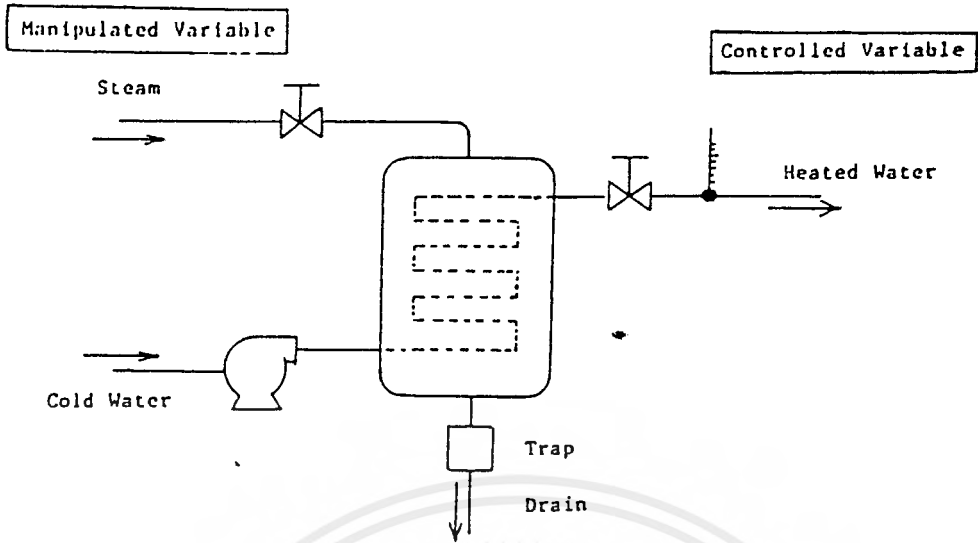 Manipulated Variable
Controlled Variable
Steam
Heated Water
Cold Water
Trap
Drain